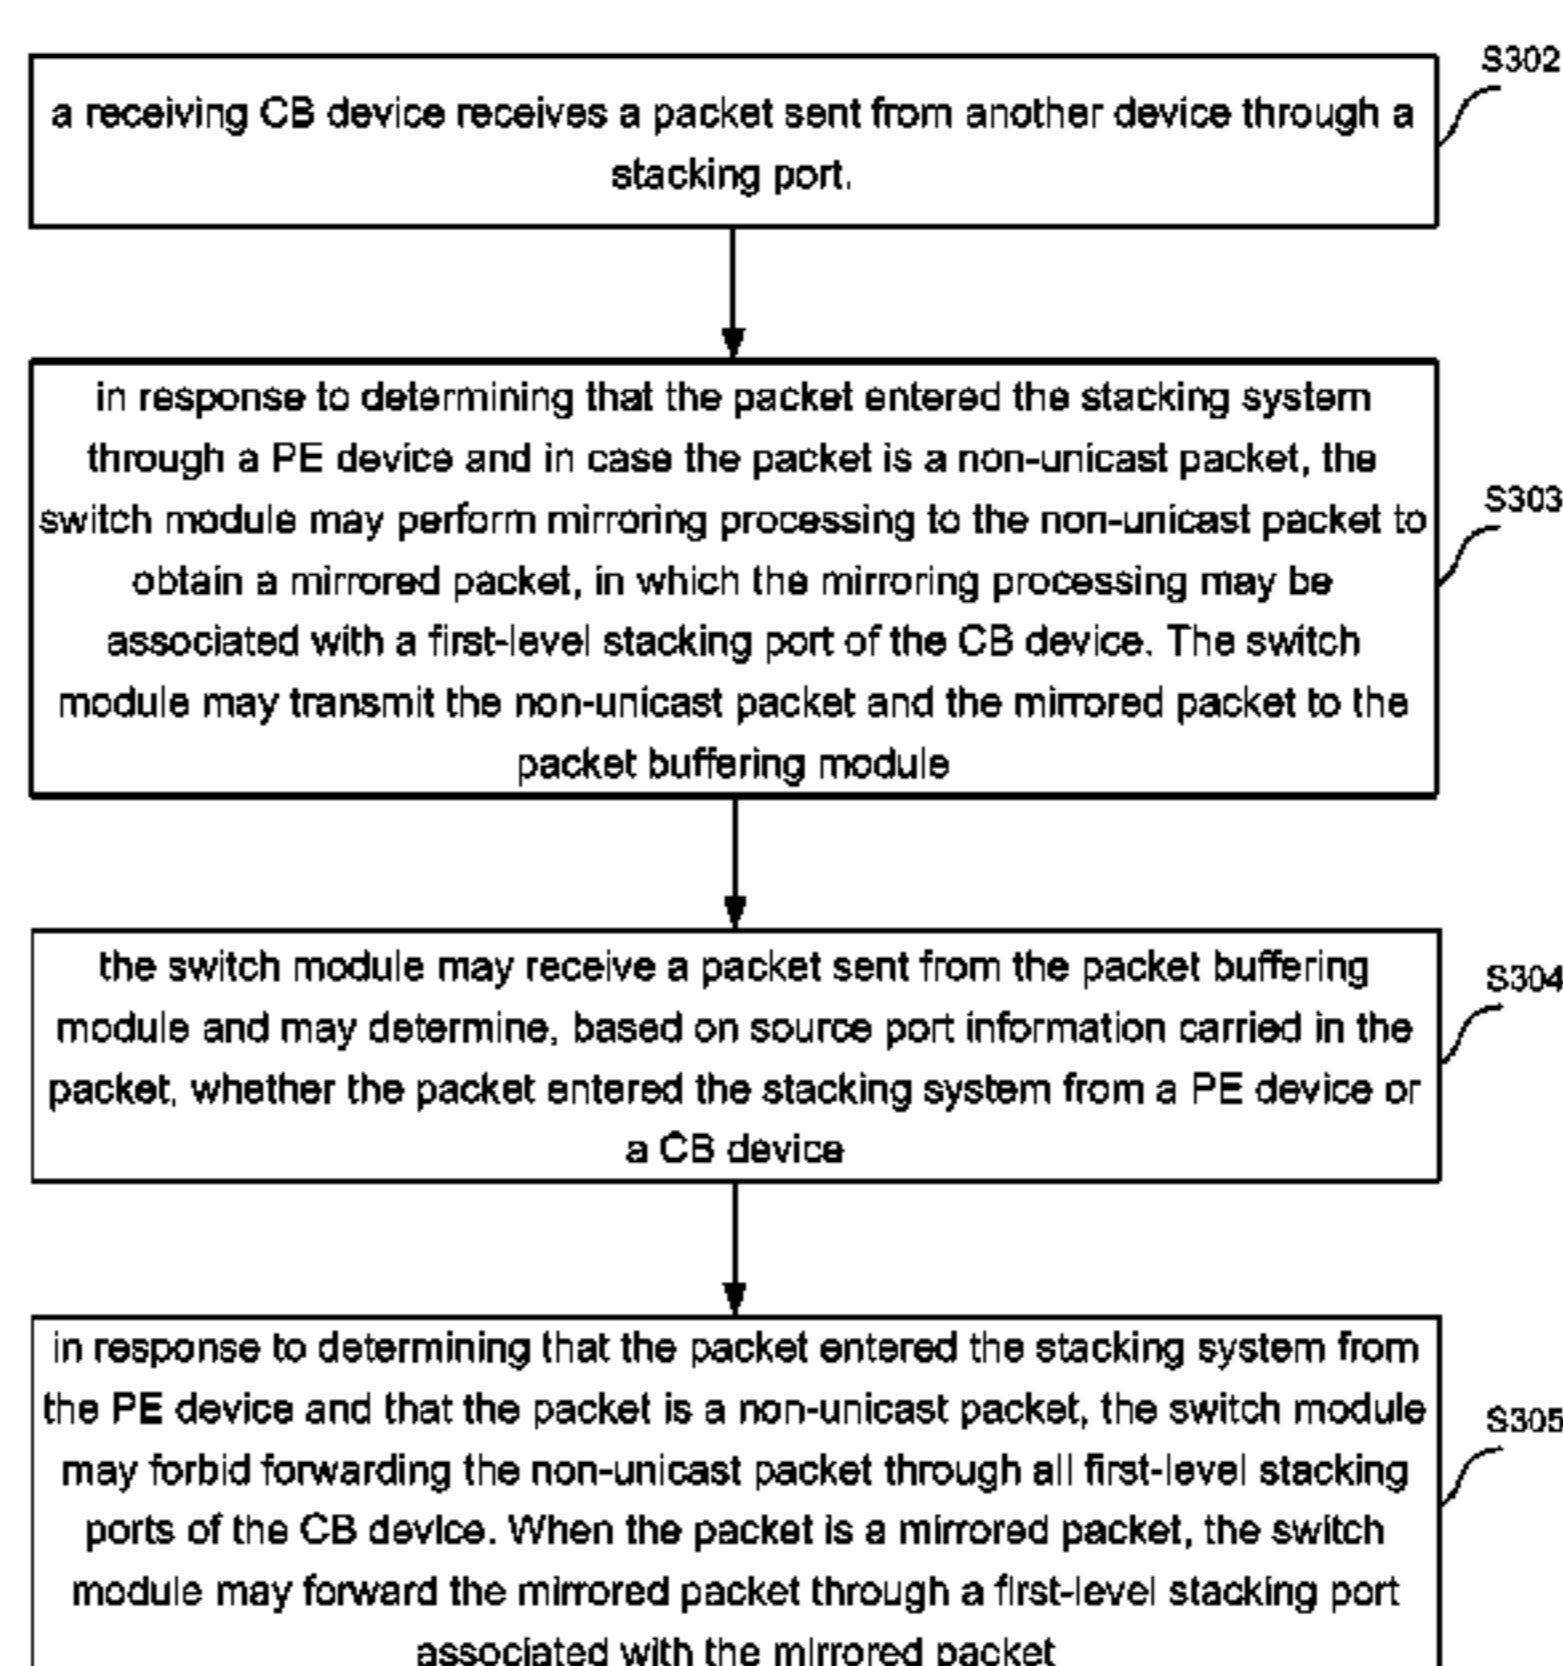 S302
a receiving CB device receives a packet sent from another device through a
stacking port.
in response to determining that the packet entered the stacking system
through a PE device and in case the packet is a non-unicast packet, the
switch module may perform mirroring processing to the non-unicast packet to
obtain a mirrored packet, in which the mirroring processing may be
associated with a first-level stacking port of the CB device. The switch
module may transmit the non-unicast packet and the mirrored packet to the
packet buffering module
S303
the switch module may receive a packet sent from the packet buffering
module and may determine, based on source port information carried in the
packet, whether the packet entered the stacking system from a PE device or
a CB device
S304
in response to determining that the packet entered the stacking system from
the PE device and that the packet is a non-unicast packet, the switch module
may forbid forwarding the non-unicast packet through all first-level stacking
ports of the CB device. When the packet is a mirrored packet, the switch
module may forward the mirrored packet through a first-level stacking port
associated with the mirrored packet
S305